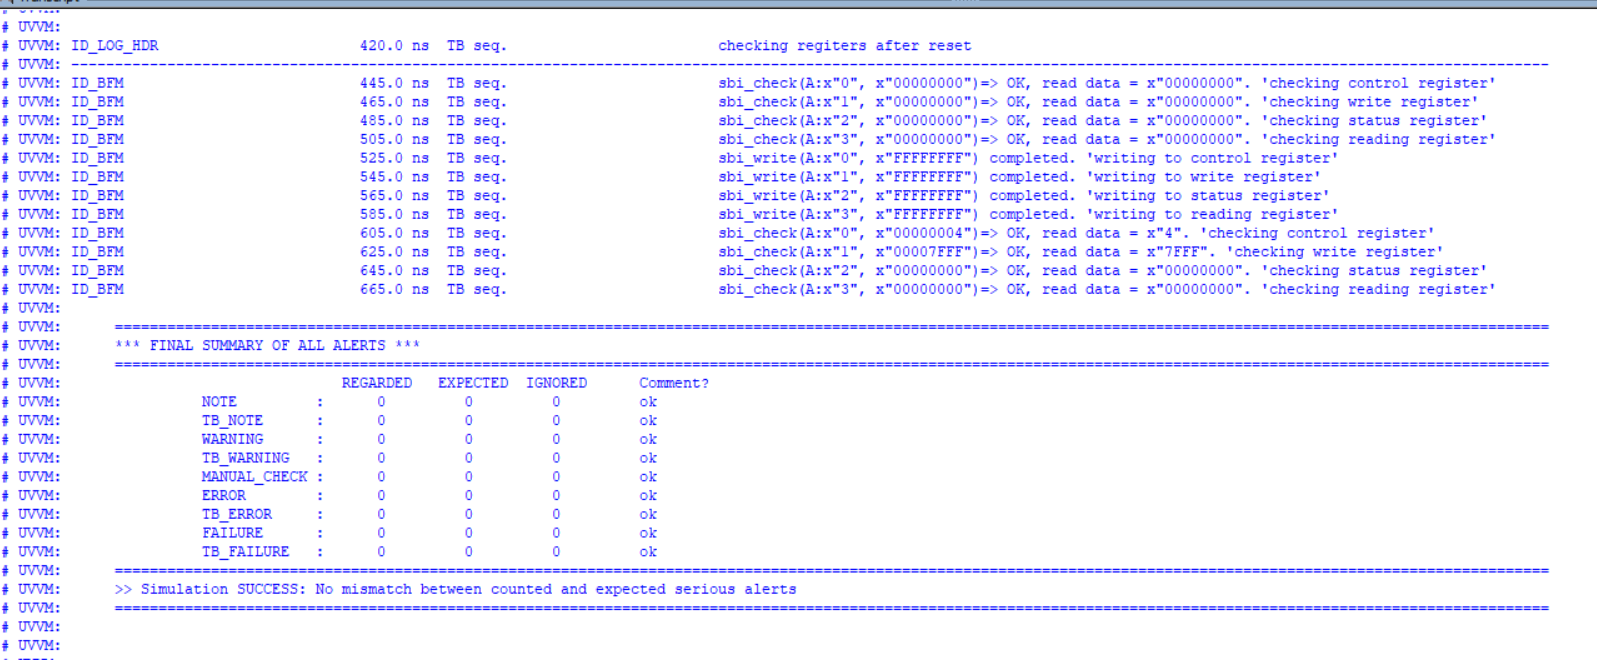 # UVVM:
# UVVM: ID_LOG_HDR 420.0 ns TB seq. checking regiters after reset
# UVVM: ------------------------------------------------------------------------------------------------------------------------
# UVVM: ID_BFM 445.0 ns TB seq. sbi_check(A:x"0", x"00000000")=> OK, read data = x"00000000". 'checking control register'
# UVVM: ID_BFM 465.0 ns TB seq. sbi_check(A:x"1", x"00000000")=> OK, read data = x"00000000". 'checking write register'
# UVVM: ID_BFM 485.0 ns TB seq. sbi_check(A:x"2", x"00000000")=> OK, read data = x"00000000". 'checking status register'
# UVVM: ID_BFM 505.0 ns TB seq. sbi_check(A:x"3", x"00000000")=> OK, read data = x"00000000". 'checking reading register'
# UVVM: ID_BFM 525.0 ns TB seq. sbi_write(A:x"0", x"FFFFFFFF") completed. 'writing to control register'
# UVVM: ID_BFM 545.0 ns TB seq. sbi_write(A:x"1", x"FFFFFFFF") completed. 'writing to write register'
# UVVM: ID_BFM 565.0 ns TB seq. sbi_write(A:x"2", x"FFFFFFFF") completed. 'writing to status register'
# UVVM: ID_BFM 585.0 ns TB seq. sbi_write(A:x"3", x"FFFFFFFF") completed. 'writing to reading register'
# UVVM: ID_BFM 605.0 ns TB seq. sbi_check(A:x"0", x"00000004")=> OK, read data = x"4". 'checking control register'
# UVVM: ID_BFM 625.0 ns TB seq. sbi_check(A:x"1", x"00007FFF")=> OK, read data = x"7FFF". 'checking write register'
# UVVM: ID_BFM 645.0 ns TB seq. sbi_check(A:x"2", x"00000000")=> OK, read data = x"00000000". 'checking status register'
# UVVM: ID_BFM 665.0 ns TB seq. sbi_check(A:x"3", x"00000000")=> OK, read data = x"00000000". 'checking reading register'
# UVVM:
# UVVM: ====================================================================================================
# UVVM: *** FINAL SUMMARY OF ALL ALERTS ***
# UVVM: ====================================================================================================
# UVVM: REGARDED EXPECTED IGNORED Comment?
# UVVM: NOTE : 0 0 0 ok
# UVVM: TB_NOTE : 0 0 0 ok
# UVVM: WARNING : 0 0 0 ok
# UVVM: TB_WARNING : 0 0 0 ok
# UVVM: MANUAL_CHECK : 0 0 0 ok
# UVVM: ERROR : 0 0 0 ok
# UVVM: TB_ERROR : 0 0 0 ok
# UVVM: FAILURE : 0 0 0 ok
# UVVM: TB_FAILURE : 0 0 0 ok
# UVVM: ====================================================================================================
# UVVM: >> Simulation SUCCESS: No mismatch between counted and expected serious alerts
# UVVM: ====================================================================================================
# UVVM:
# UVVM: